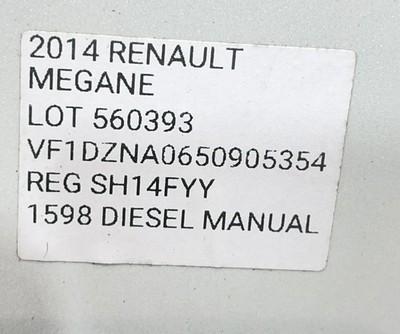 2014 RENAULT
MEGANE
LOT 560393
VF1DZNA0650905354
REG SH14FYY
1598 DIESEL MANUAL